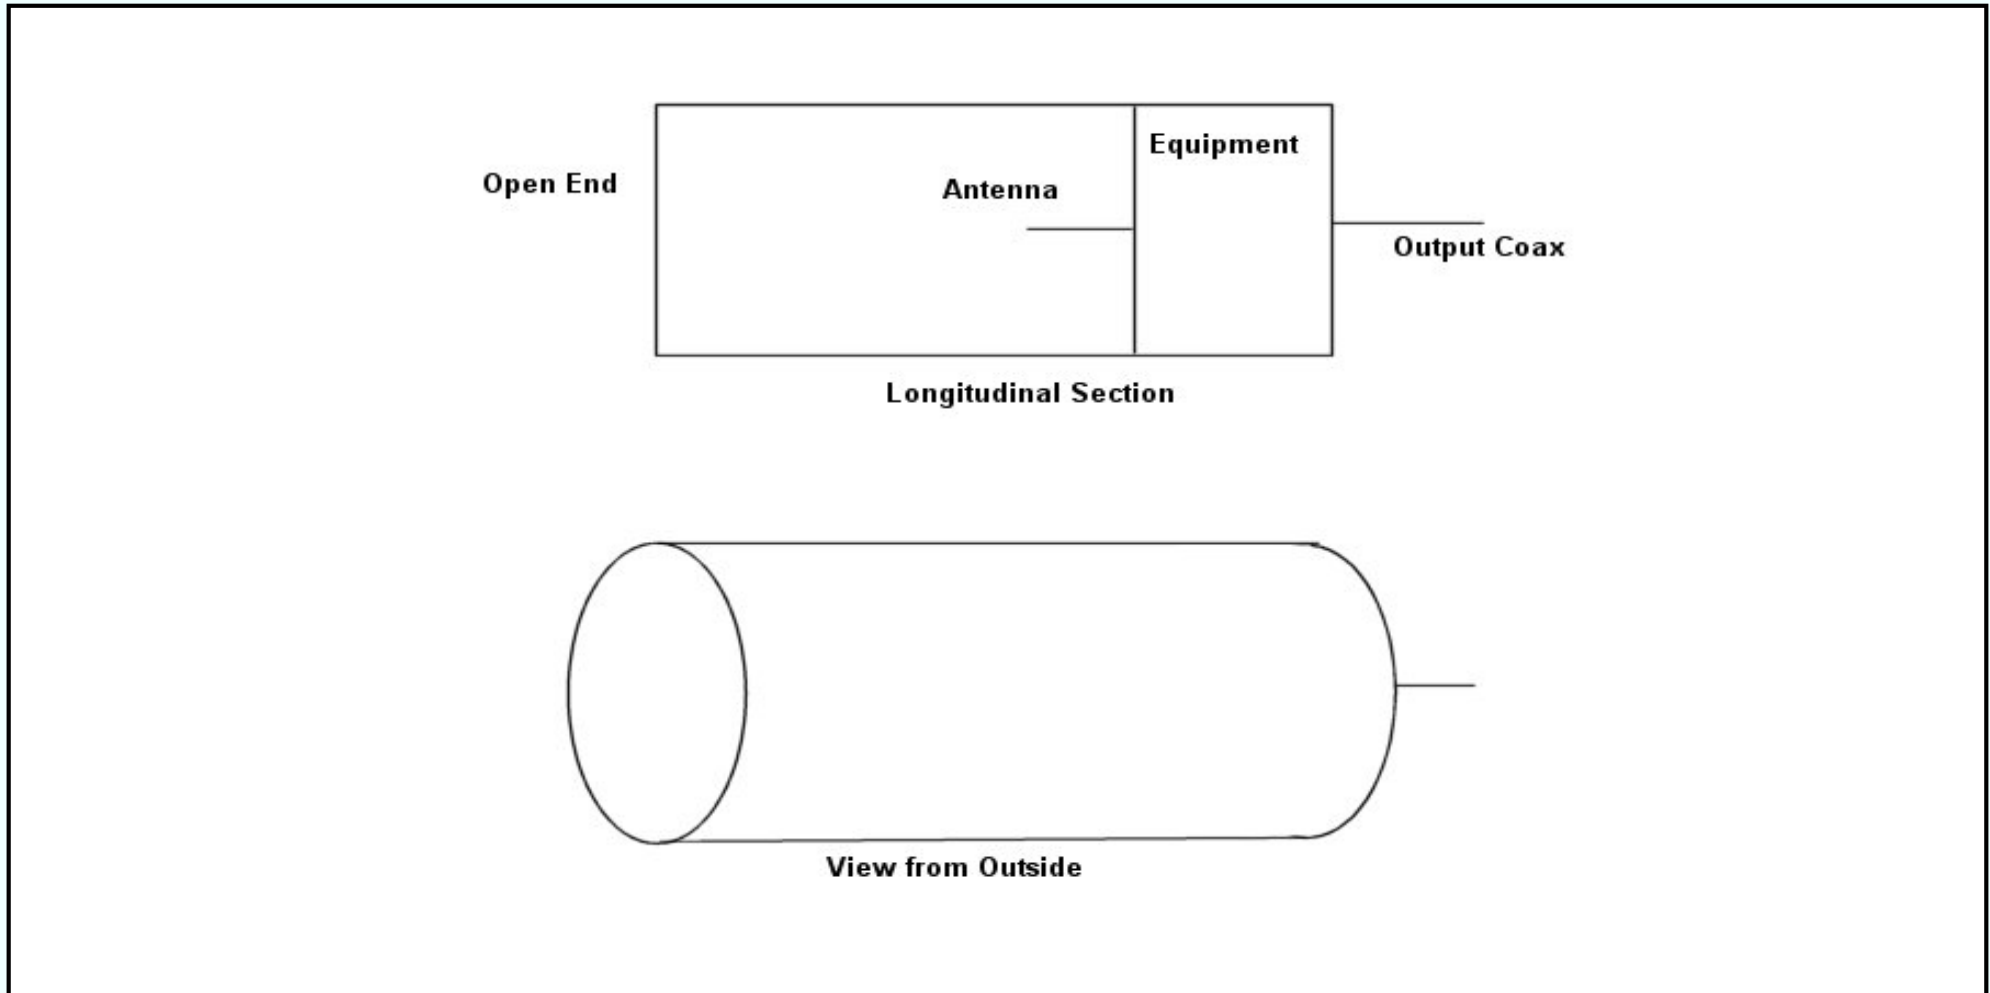 Equipment
Open End
Antenna
Output Coax
Longitudinal Section
View from Outside